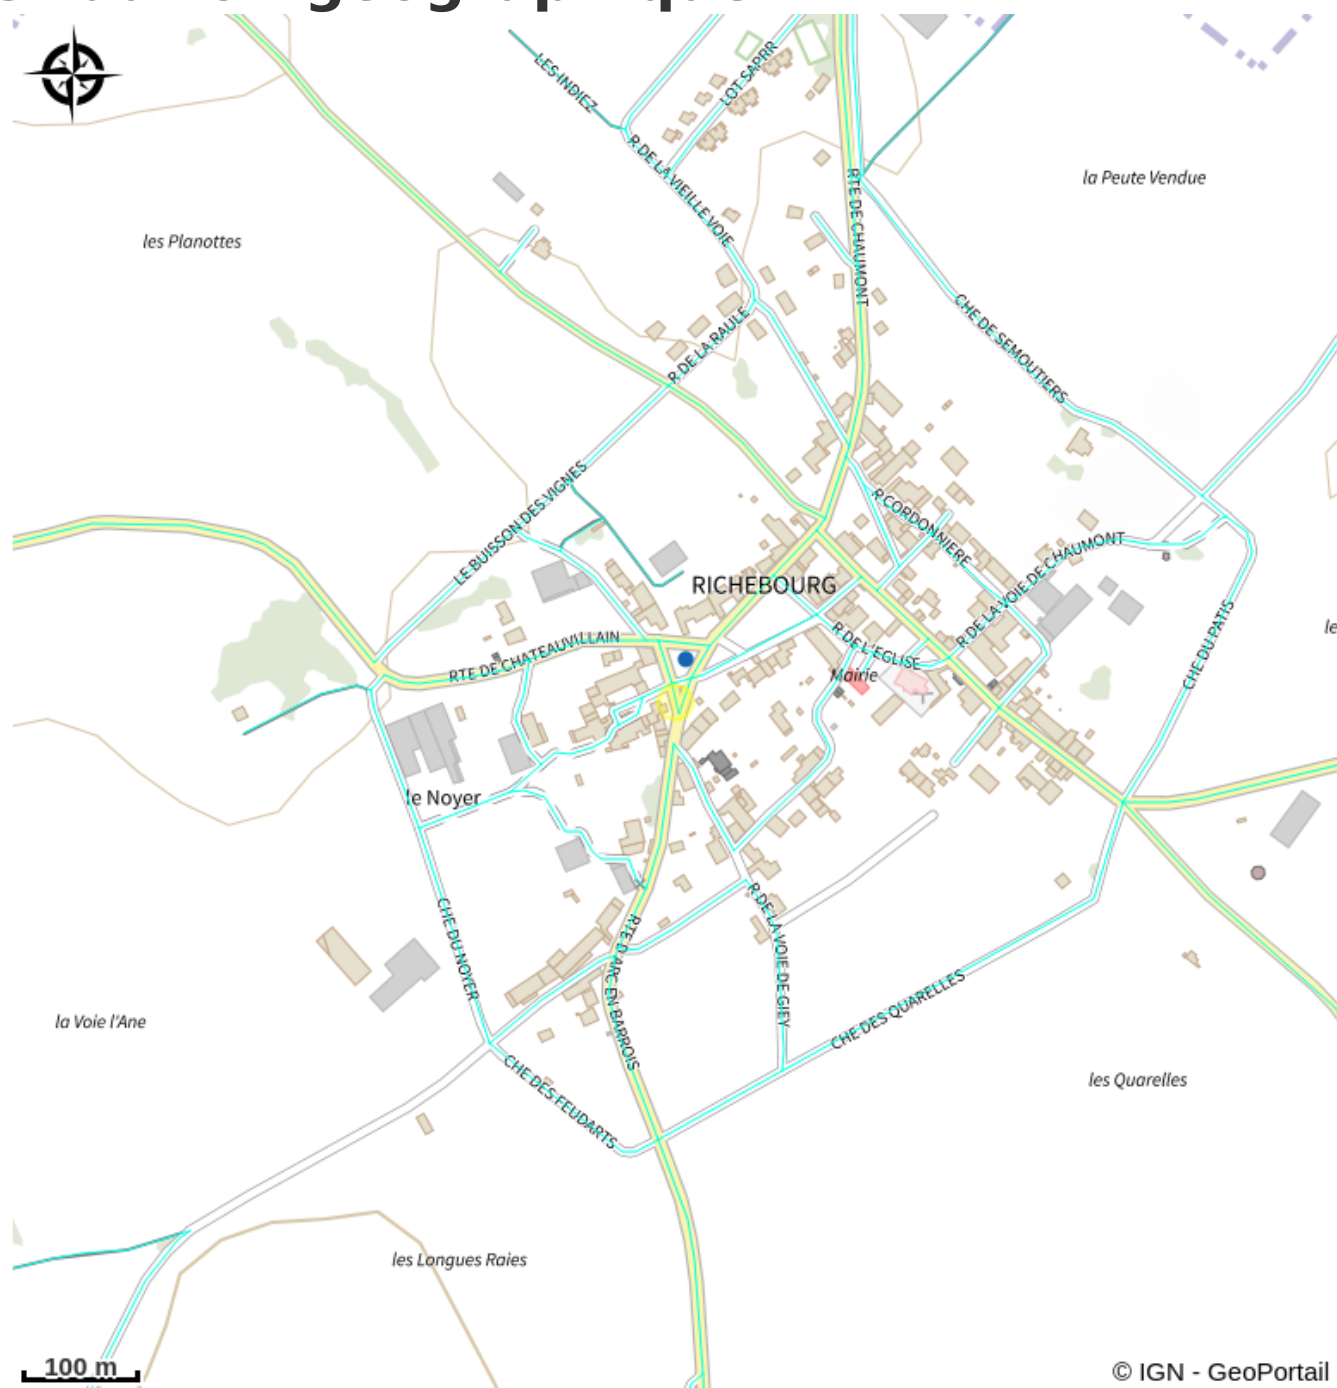 LES INDIEZ
LOT SAPRR
R DE LA VIEILLE VOIE
RTE DE CHAUMONT
la Peute Vendue
les Planottes
CHE DE SEMOUTIERS
R DE LA RAULE
LE BUISSON DES VIGNES
R CORDONNIERE
R DE LA VOIE DE CHAUMONT
RICHEBOURG
CHE DU PATIS
le
R DE L'EGLISE
RTE DE CHATEAUVILLAIN
Mairie
le Noyer
CHE DU NOYER
R DE LA VOIE DE GIEY
RTE D'ARC EN BARROIS
CHE DES QUARELLES
la Voie l'Ane
CHE DES FEUDARTS
les Quarelles
les Longues Raies
100 m
© IGN - GeoPortail